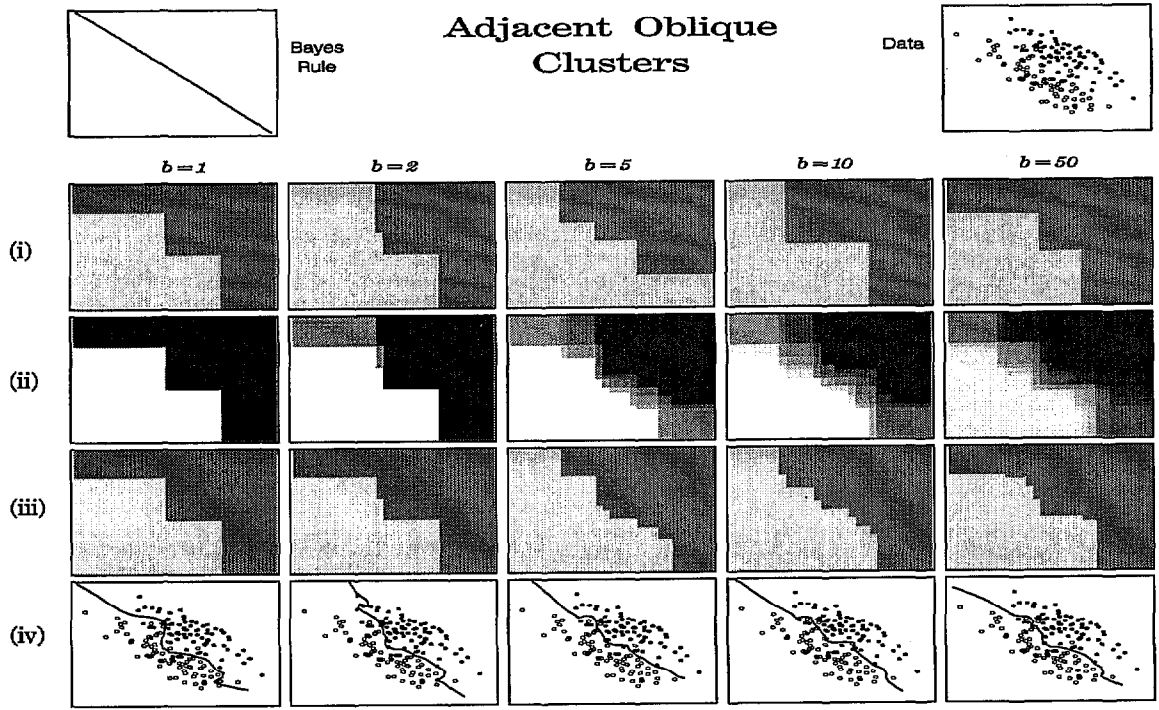 Adjacent Oblique
Clusters
Bayes
Rule
Data
b=1
b=2
b=5
b=10
b=50
(i)
(ii)
(iii)
(iv)